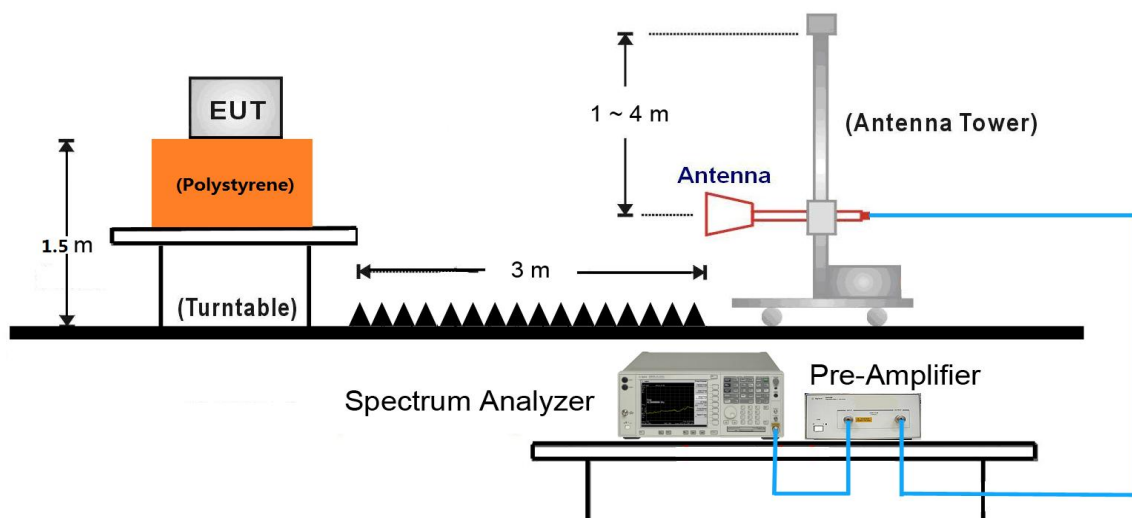 EUT
1 ~ 4 m
(Antenna Tower)
Antenna
(Polystyrene)
1.5 m
3 m
(Turntable)
Pre-Amplifier
Spectrum Analyzer